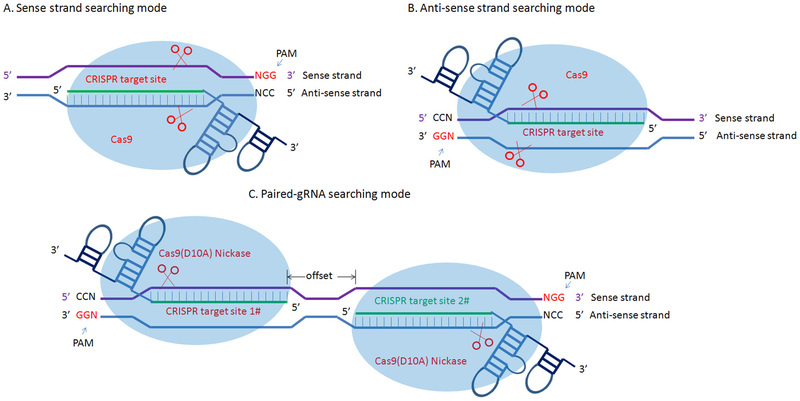 A. Sense strand searching mode
PAM
5’ NGG 3’ Sense strand
CRISPR target site
5’
3’ NCC 5’ Anti-sense strand
Cas9
3’
B. Anti-sense strand searching mode
3’
Cas9
5’ CCN 3’ Sense strand
CRISPR target site 5’
3’ GGN 5’ Anti-sense strand
PAM
C. Paired-gRNA searching mode
3’
Cas9(D10A) Nickase
offset
PAM
5’ CCN CRISPR target site 2# NGG 3’ Sense strand
CRISPR target site 1# 5’ 5’
3’ GGN NCC 5’ Anti-sense strand
PAM
Cas9(D10A) Nickase
3’